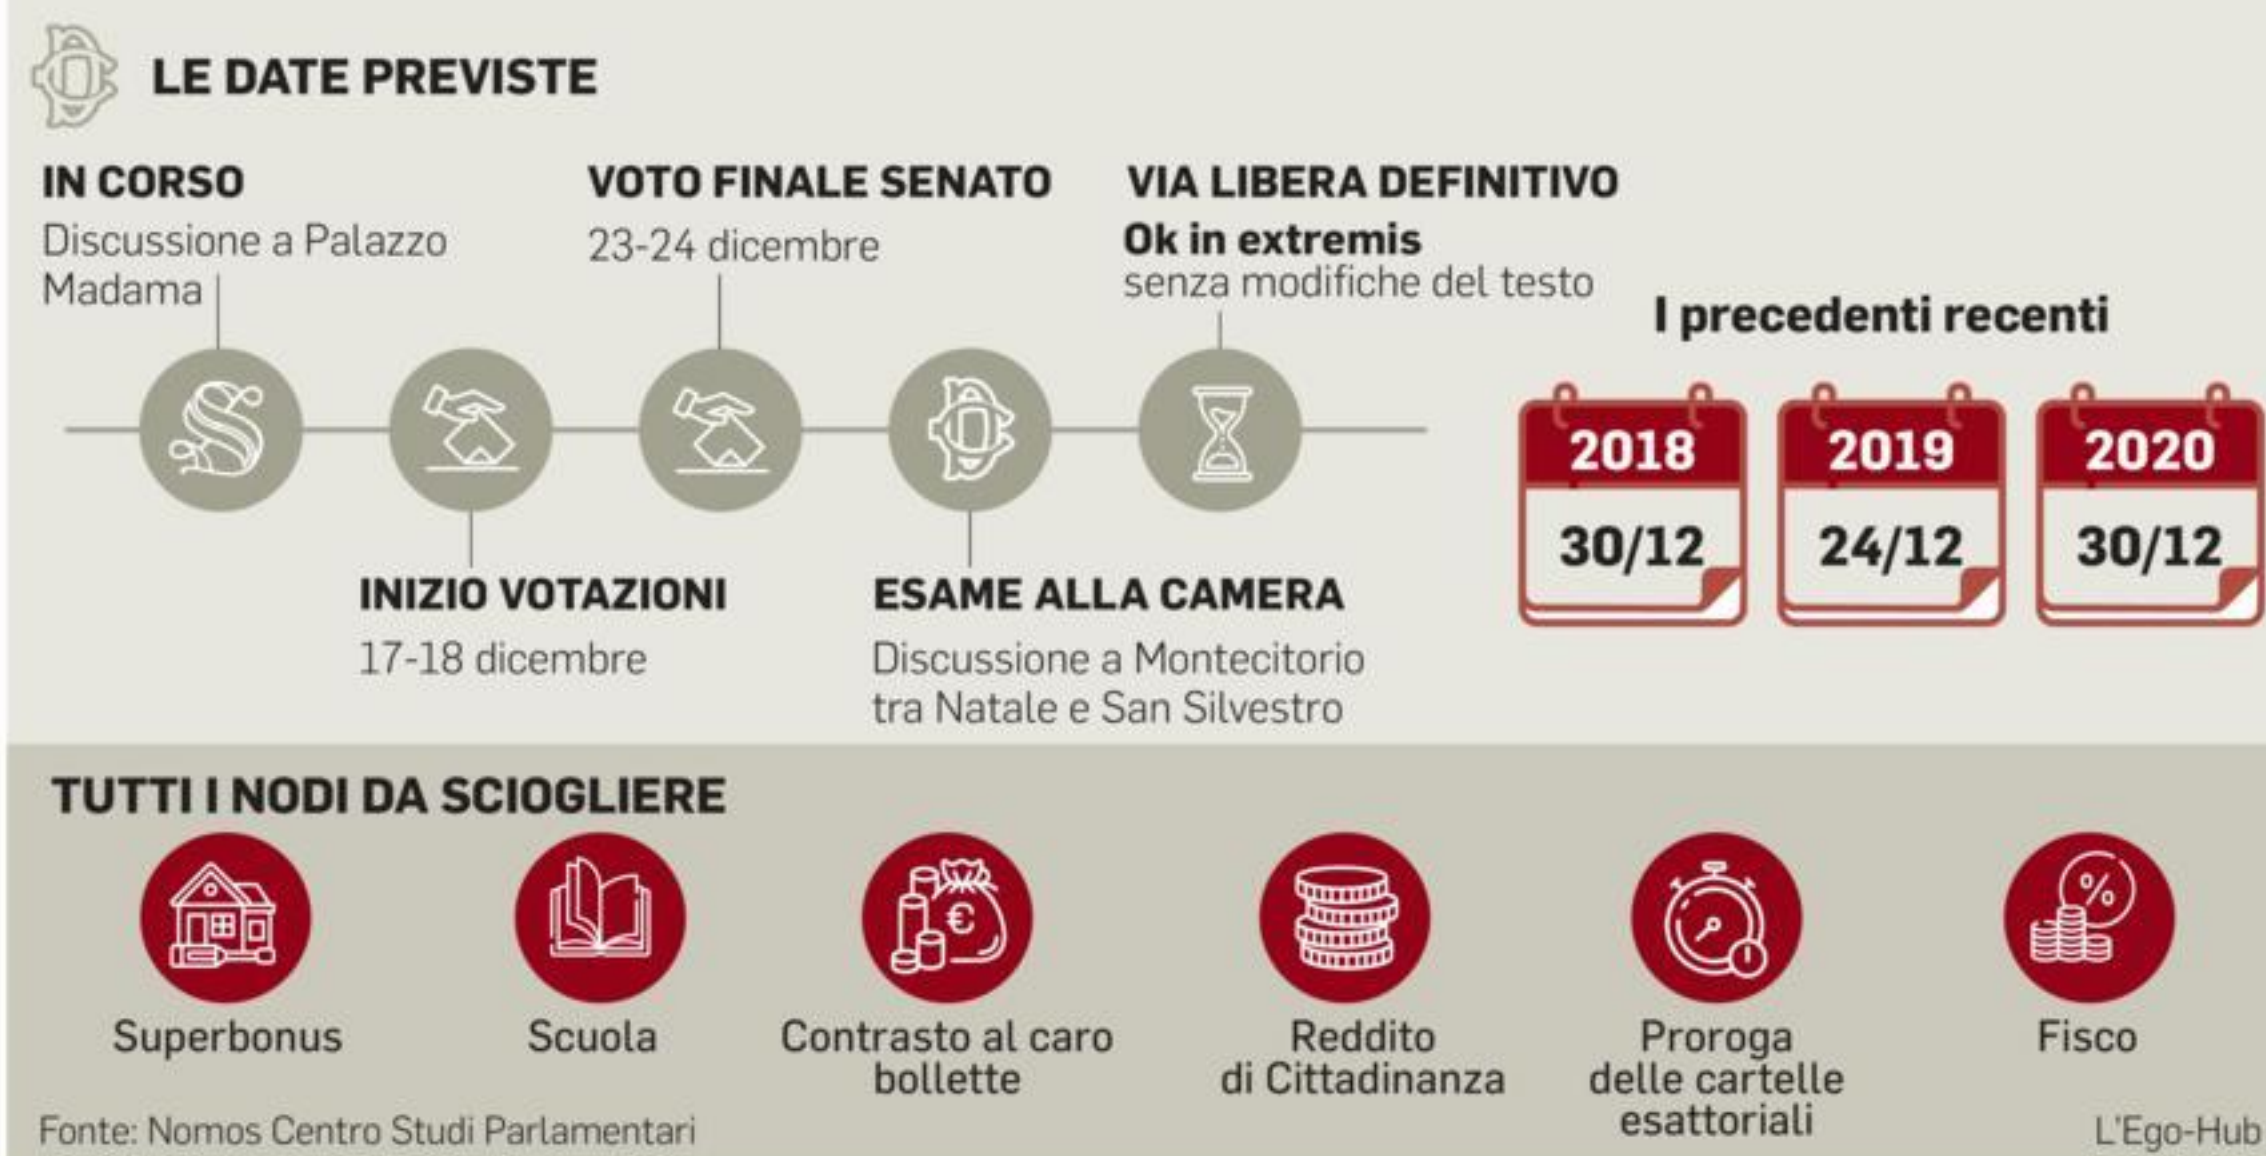 LE DATE PREVISTE
IN CORSO
Discussione a Palazzo
Madama
INIZIO VOTAZIONI
17-18 dicembre
VOTO FINALE SENATO
23-24 dicembre
ESAME ALLA CAMERA
Discussione a Montecitorio
tra Natale e San Silvestro
VIA LIBERA DEFINITIVO
Ok in extremis
senza modifiche del testo
I precedenti recenti
2018
30/12
2019
24/12
2020
30/12
TUTTI I NODI DA SCIOGLIERE
€
%
Superbonus
Scuola
Contrasto al caro
bollette
Reddito
di Cittadinanza
Proroga
delle cartelle
esattoriali
Fisco
Fonte: Nomos Centro Studi Parlamentari
L'Ego-Hub